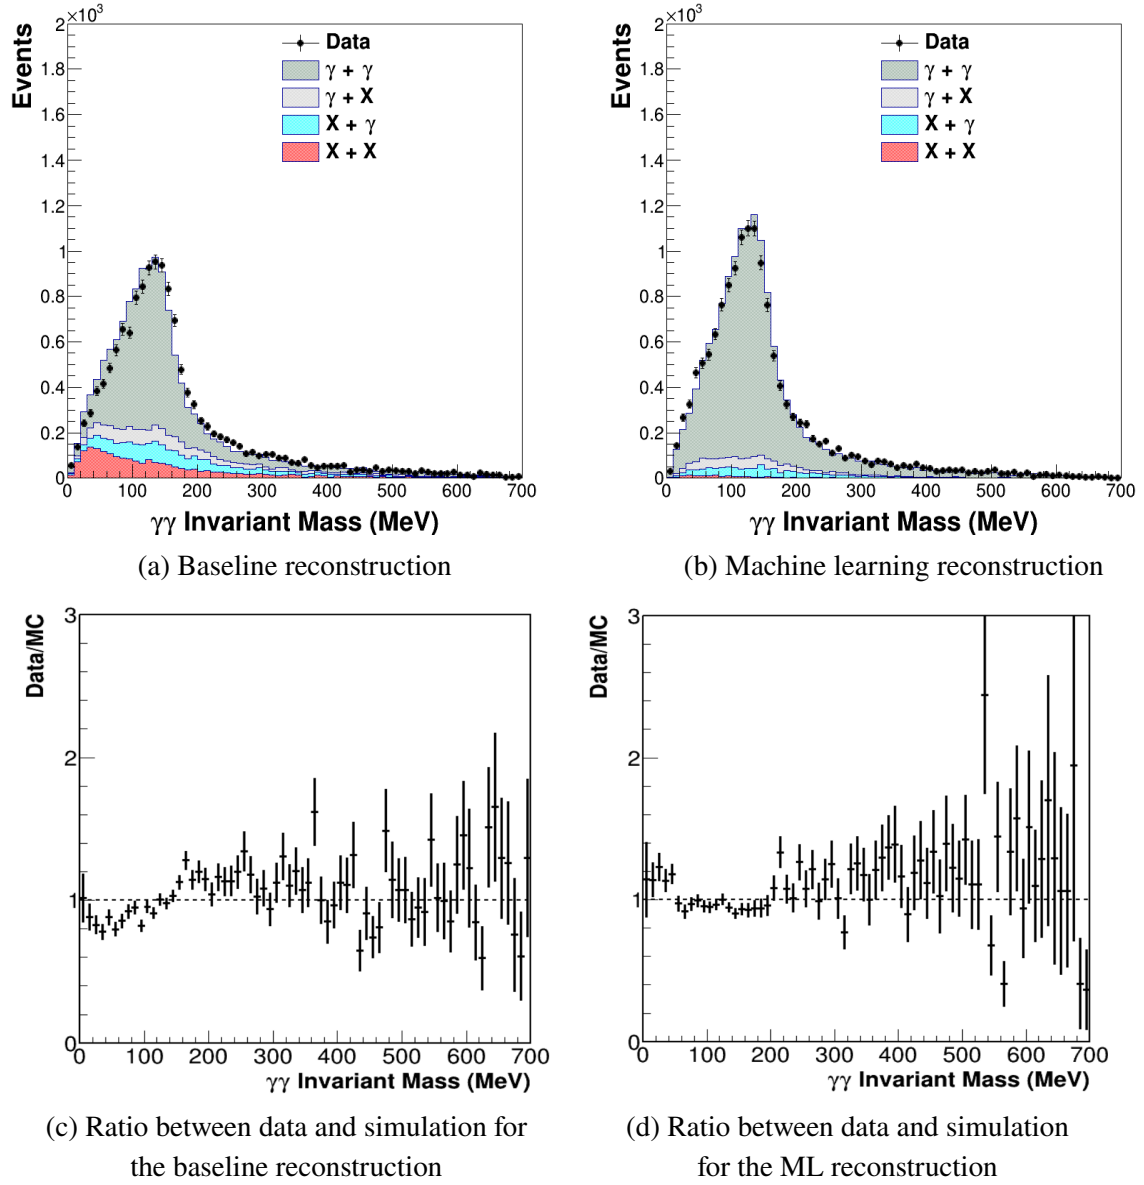 ×10³
Events
2
1.8
1.6
1.4
1.2
1
0.8
0.6
0.4
0.2
0
Data
γ + γ
γ + X
X + γ
X + X
0 100 200 300 400 500 600 700
γγ Invariant Mass (MeV)
(a) Baseline reconstruction
×10³
Events
2
1.8
1.6
1.4
1.2
1
0.8
0.6
0.4
0.2
0
Data
γ + γ
γ + X
X + γ
X + X
0 100 200 300 400 500 600 700
γγ Invariant Mass (MeV)
(b) Machine learning reconstruction
Data/MC
3
2
1
0
0 100 200 300 400 500 600 700
γγ Invariant Mass (MeV)
(c) Ratio between data and simulation for
the baseline reconstruction
Data/MC
3
2
1
0
0 100 200 300 400 500 600 700
γγ Invariant Mass (MeV)
(d) Ratio between data and simulation
for the ML reconstruction